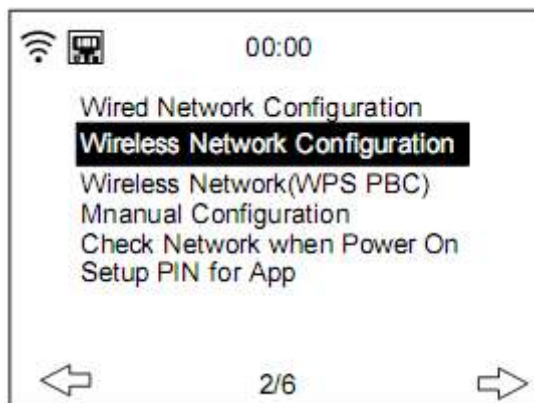 00:00
Wired Network Configuration
Wireless Network Configuration
Wireless Network(WPS PBC)
Mnanual Configuration
Check Network when Power On
Setup PIN for App
2/6